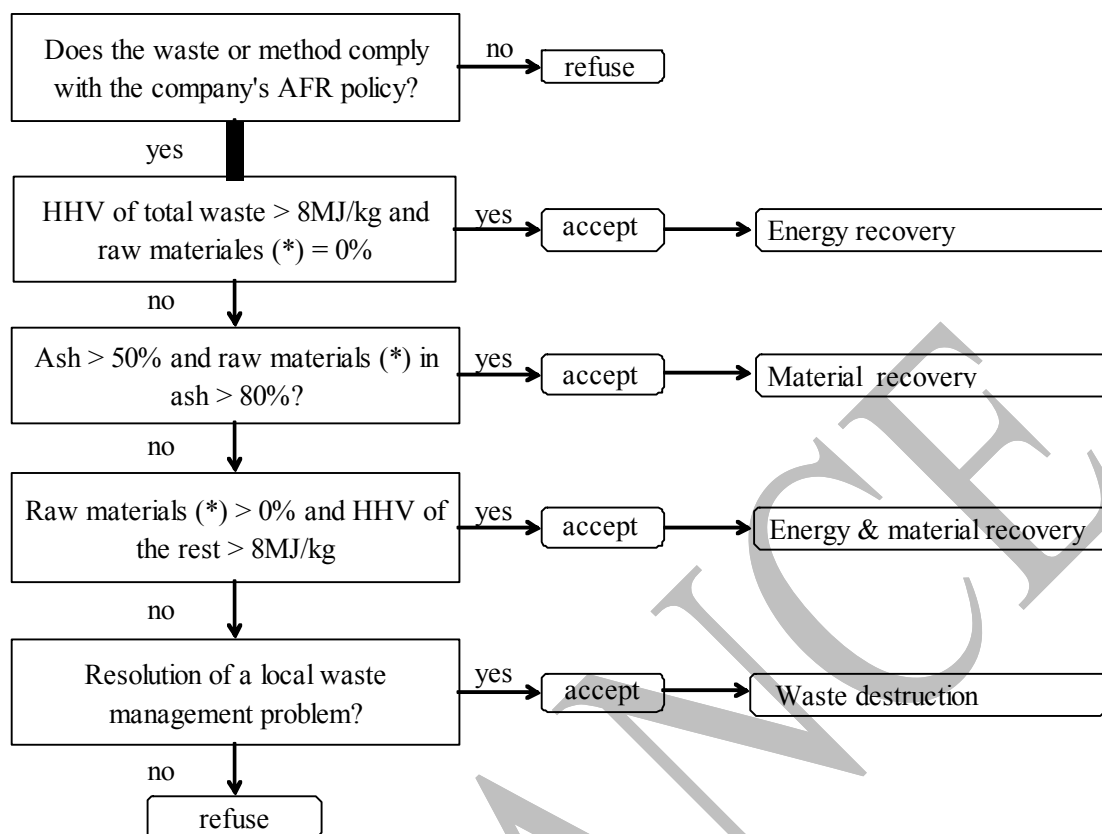 Does the waste or method comply
with the company's AFR policy?
no
refuse
yes
HHV of total waste > 8MJ/kg and
raw materiales (*) = 0%
yes
accept
Energy recovery
no
Ash > 50% and raw materials (*) in
ash > 80%?
yes
accept
Material recovery
no
Raw materials (*) > 0% and HHV of
the rest > 8MJ/kg
yes
accept
Energy & material recovery
no
Resolution of a local waste
management problem?
yes
accept
Waste destruction
no
refuse